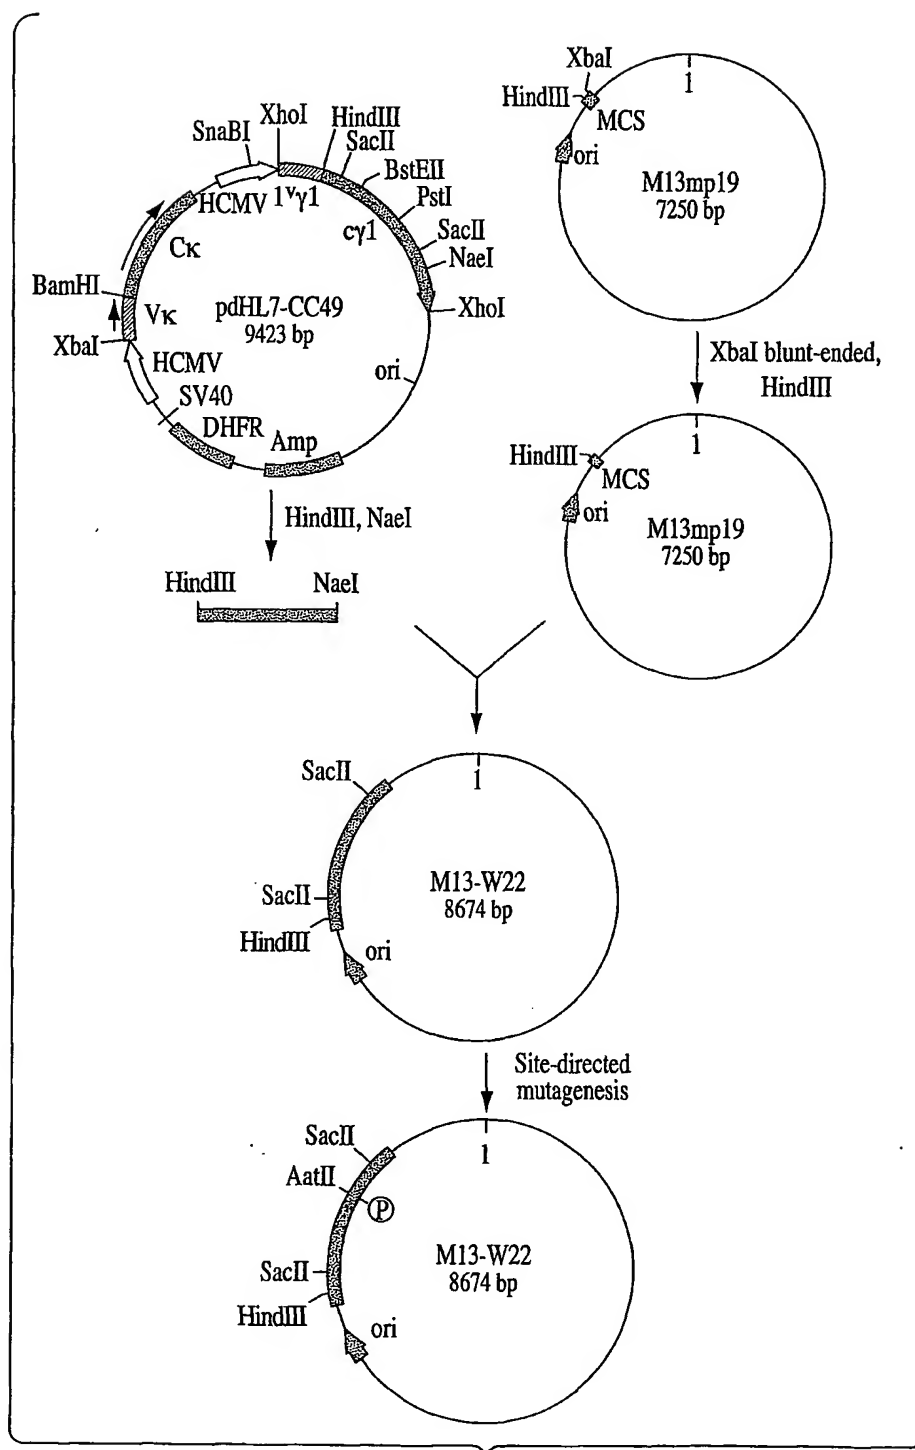 XbaI
HindIII
MCS
ori
1
M13mp19
7250 bp
SnaBI
XhoI
HindIII
SacII
BstEII
PstI
SacII
NaeI
XhoI
HCMV
1vγ1
cγ1
Cκ
BamHI
Vκ
XbaI
pdHL7-CC49
9423 bp
HCMV
SV40
DHFR
Amp
ori
XbaI blunt-ended,
HindIII
HindIII
MCS
ori
1
M13mp19
7250 bp
HindIII, NaeI
HindIII NaeI
SacII
SacII
HindIII
ori
1
M13-W22
8674 bp
Site-directed
mutagenesis
SacII
AatII
P
SacII
HindIII
ori
1
M13-W22
8674 bp